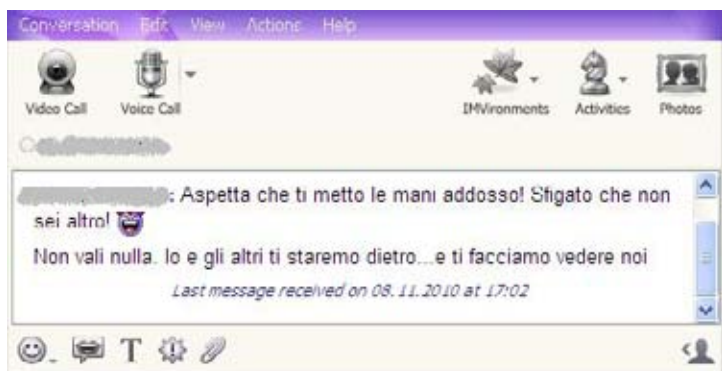 Conversation Edit View Actions Help
Video Call Voice Call IMVironments Activities Photos
: Aspetta che ti metto le mani addosso! Sfigato che non
sei altro!
Non vali nulla. Io e gli altri ti staremo dietro...e ti facciamo vedere noi
Last message received on 08.11.2010 at 17:02
T